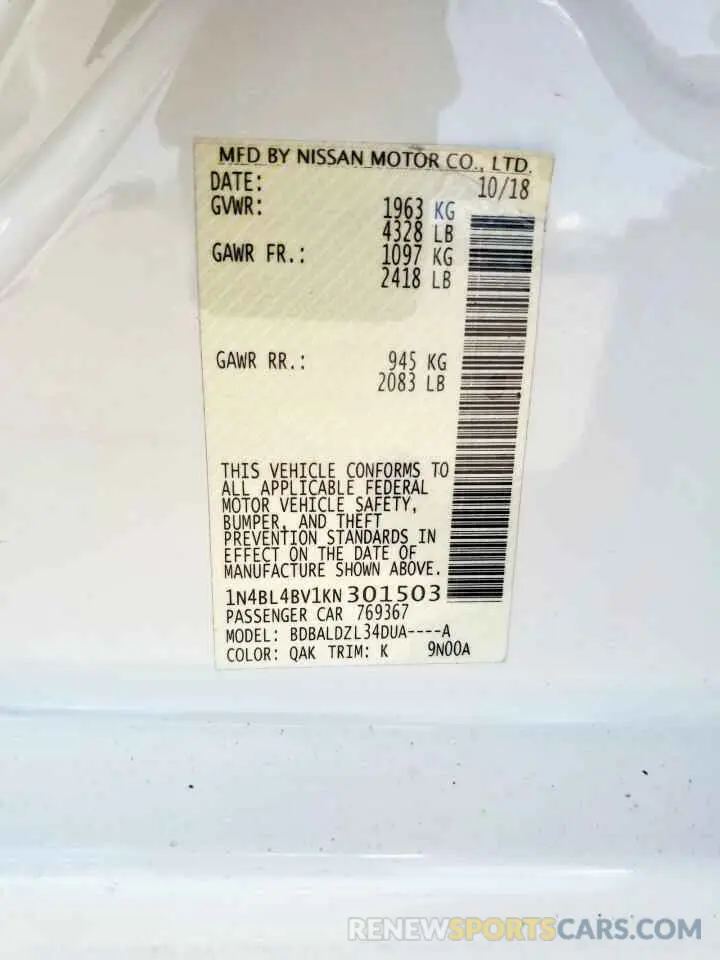 MFD BY NISSAN MOTOR CO., LTD.
DATE: 10/18
GVWR: 1963 KG
4328 LB
GAWR FR.: 1097 KG
2418 LB
GAWR RR.: 945 KG
2083 LB
THIS VEHICLE CONFORMS TO
ALL APPLICABLE FEDERAL
MOTOR VEHICLE SAFETY,
BUMPER, AND THEFT
PREVENTION STANDARDS IN
EFFECT ON THE DATE OF
MANUFACTURE SHOWN ABOVE.
1N4BL4BV1KN301503
PASSENGER CAR 769367
MODEL: BDBALDZL34DUA----A
COLOR: QAK TRIM: K 9N00A
RENEWSPORTSCARS.COM